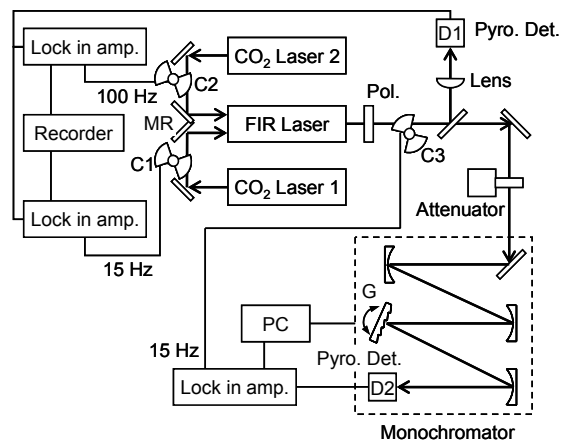 D1
Pyro. Det.
Lock in amp.
CO2 Laser 2
C2
Lens
100 Hz
Pol.
MR
FIR Laser
Recorder
C1
C3
CO2 Laser 1
Attenuator
Lock in amp.
15 Hz
G
PC
15 Hz
Pyro. Det.
Lock in amp.
D2
Monochromator